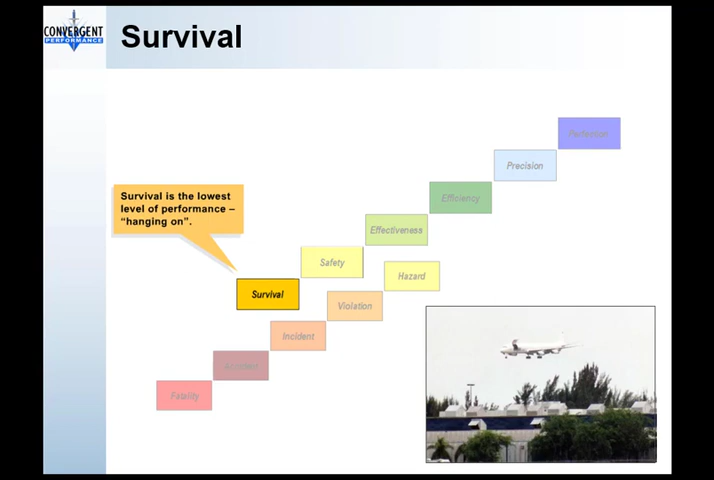 CONVERGENT
PERFORMANCE
Survival
Perfection
Precision
Efficiency
Effectiveness
Survival is the lowest
level of performance –
“hanging on”.
Safety
Hazard
Survival
Violation
Incident
Accident
Fatality